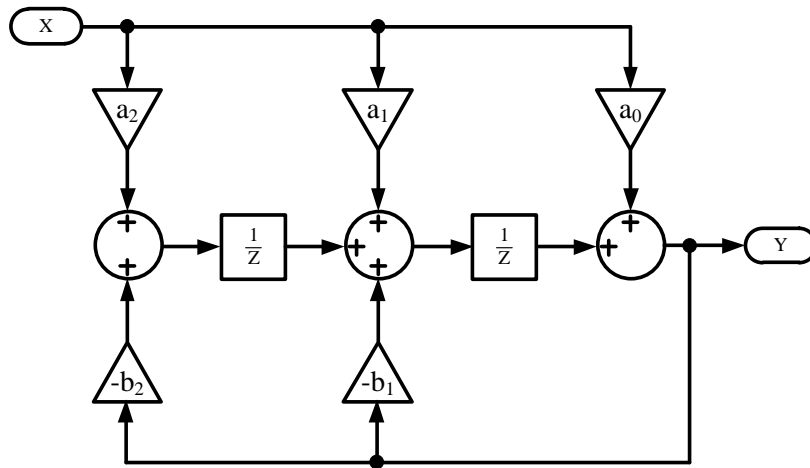 X
a₂
a₁
a₀
+
+
+
+
1
Z
+
1
Z
+
Y
+
+
-b₂
-b₁